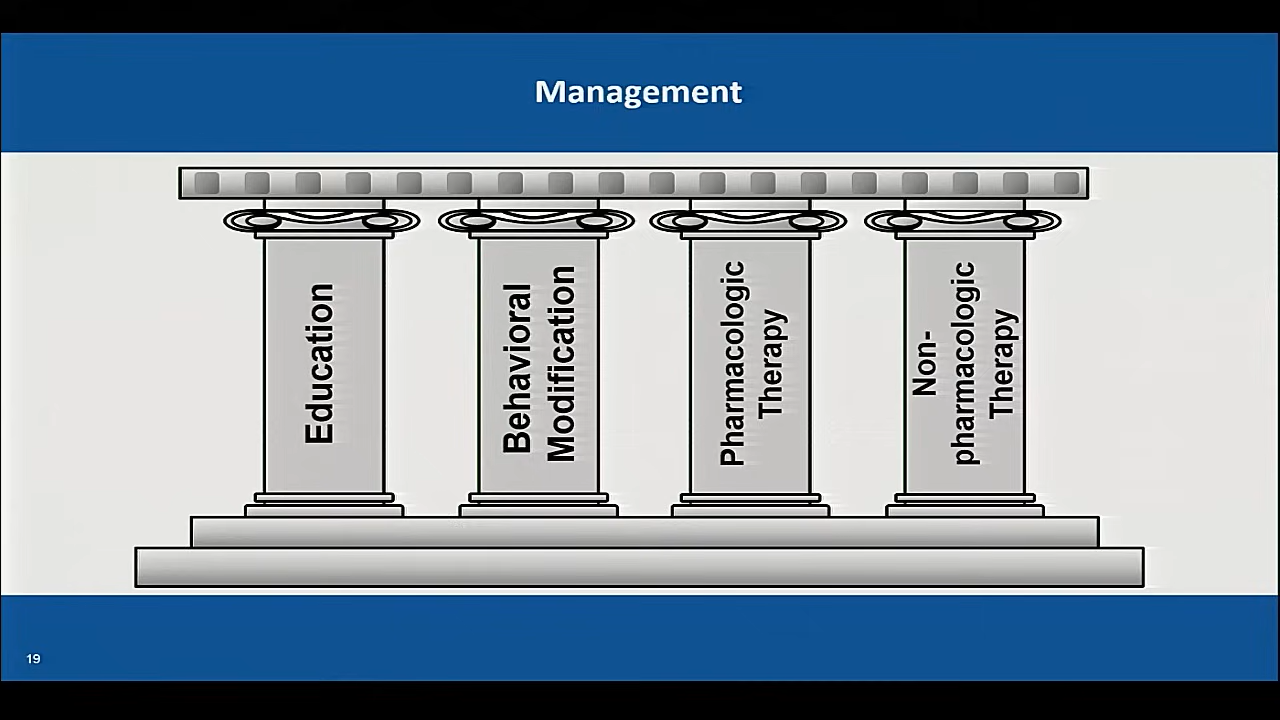 Management
Education
Behavioral
Modification
Pharmacologic
Therapy
Non-
pharmacologic
Therapy
19